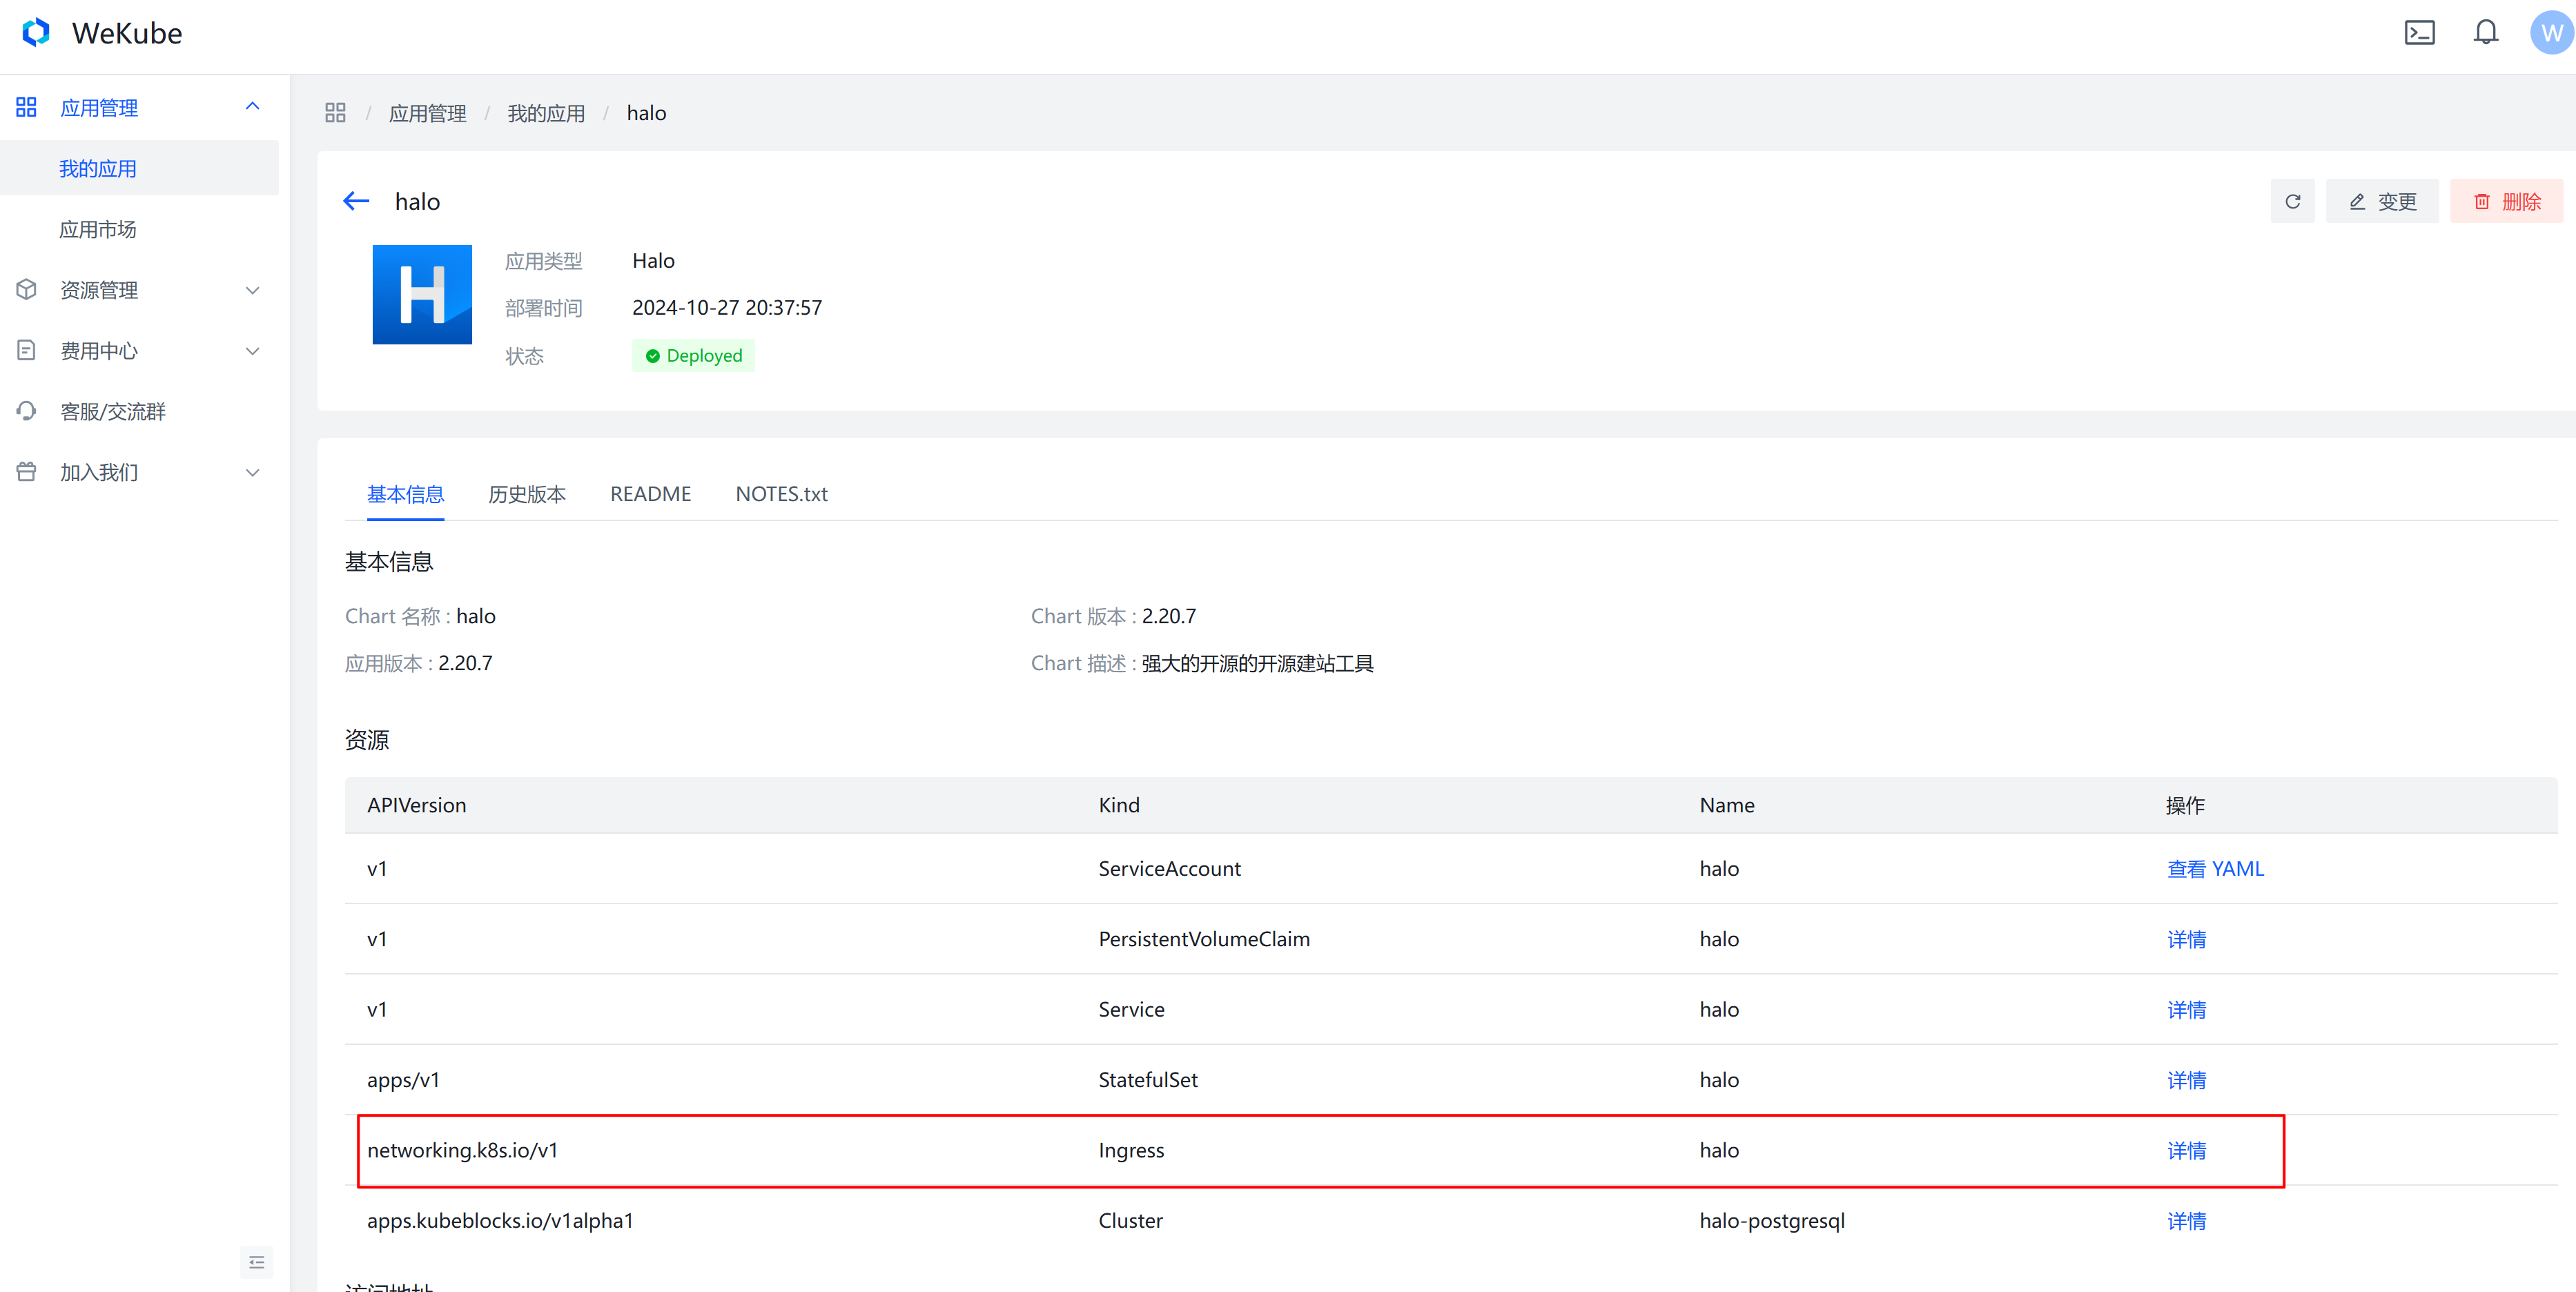 WeKube
W
应用管理
我的应用
应用市场
资源管理
费用中心
客服/交流群
加入我们
/ 应用管理 / 我的应用 / halo
halo
变更
删除
H
应用类型 Halo
部署时间 2024-10-27 20:37:57
状态 Deployed
基本信息 历史版本 README NOTES.txt
基本信息
Chart 名称 : halo Chart 版本 : 2.20.7
应用版本 : 2.20.7 Chart 描述 : 强大的开源的开源建站工具
资源
APIVersion Kind Name 操作
v1 ServiceAccount halo 查看 YAML
v1 PersistentVolumeClaim halo 详情
v1 Service halo 详情
apps/v1 StatefulSet halo 详情
networking.k8s.io/v1 Ingress halo 详情
apps.kubeblocks.io/v1alpha1 Cluster halo-postgresql 详情